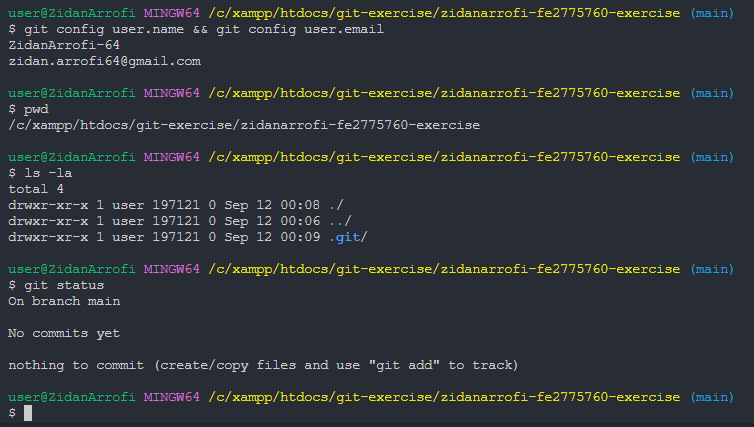 user@ZidanArrofi MINGW64 /c/xampp/htdocs/git-exercise/zidanarrofi-fe2775760-exercise (main)
$ git config user.name && git config user.email
ZidanArrofi-64
zidan.arrofi64@gmail.com
user@ZidanArrofi MINGW64 /c/xampp/htdocs/git-exercise/zidanarrofi-fe2775760-exercise (main)
$ pwd
/c/xampp/htdocs/git-exercise/zidanarrofi-fe2775760-exercise
user@ZidanArrofi MINGW64 /c/xampp/htdocs/git-exercise/zidanarrofi-fe2775760-exercise (main)
$ ls -la
total 4
drwxr-xr-x 1 user 197121 0 Sep 12 00:08 ./
drwxr-xr-x 1 user 197121 0 Sep 12 00:06 ../
drwxr-xr-x 1 user 197121 0 Sep 12 00:09 .git/
user@ZidanArrofi MINGW64 /c/xampp/htdocs/git-exercise/zidanarrofi-fe2775760-exercise (main)
$ git status
On branch main
No commits yet
nothing to commit (create/copy files and use "git add" to track)
user@ZidanArrofi MINGW64 /c/xampp/htdocs/git-exercise/zidanarrofi-fe2775760-exercise (main)
$